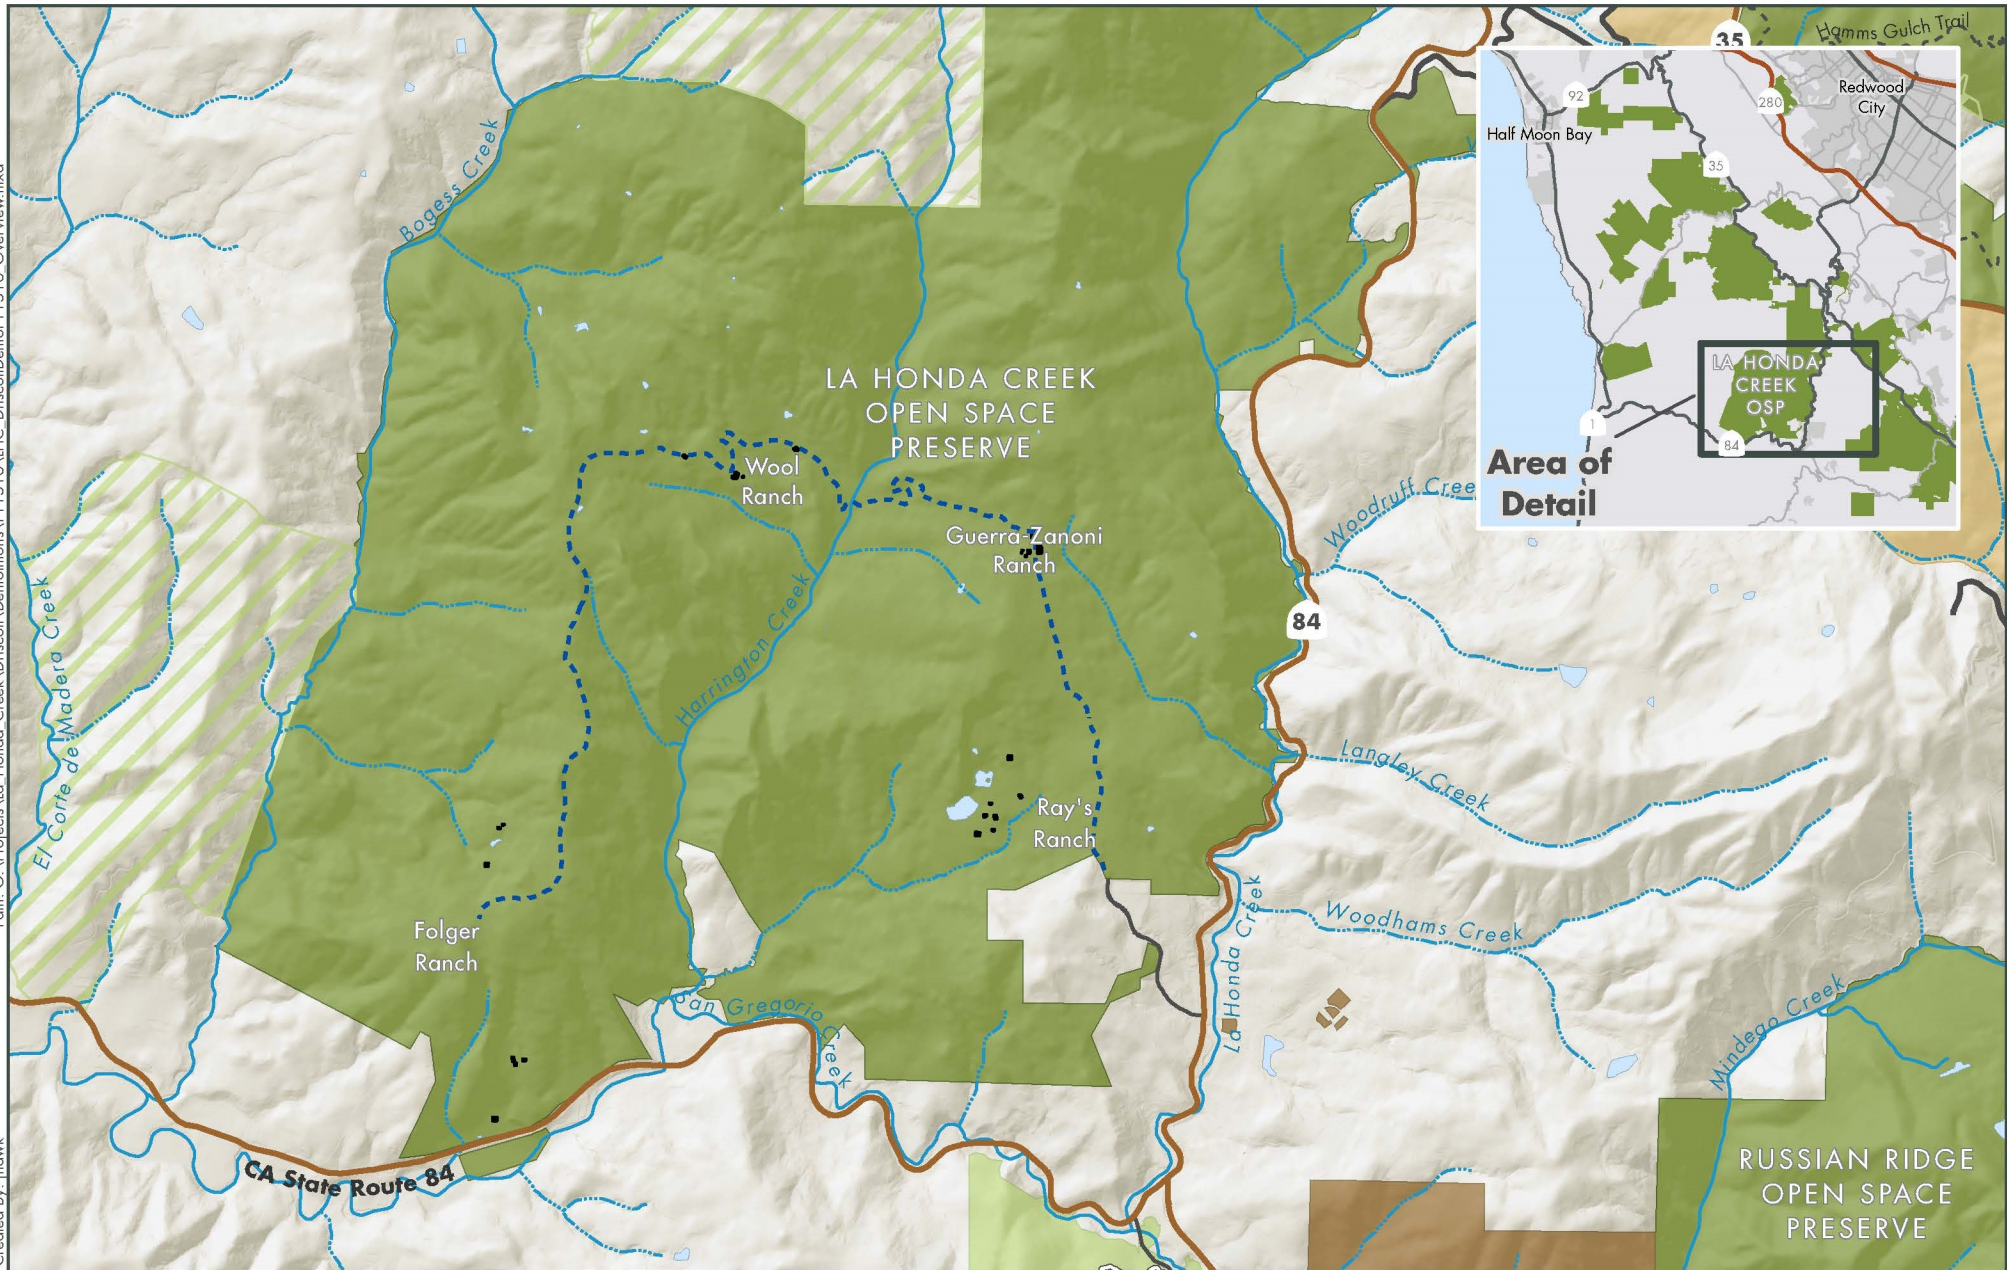 Hamms Gulch Trail
35
92
280
Redwood
City
Half Moon Bay
35
Bogess Creek
LA HONDA CREEK
OPEN SPACE
PRESERVE
LA HONDA
CREEK
OSP
1
84
Area of
Detail
Wool
Ranch
Woodruff Cree
Guerra-Zanoni
Ranch
84
El Corte de Madera Creek
Harrington Creek
Langley Creek
Ray's
Ranch
Folger
Ranch
Woodhams Creek
La Honda Creek
San Gregorio Creek
Mindego Creek
CA State Route 84
RUSSIAN RIDGE
OPEN SPACE
PRESERVE